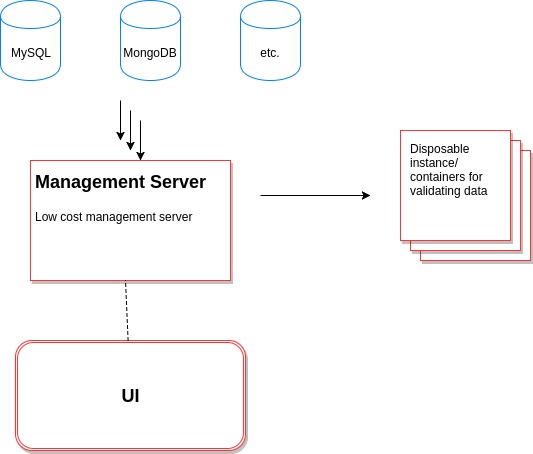 MySQL
MongoDB
etc.
Management Server
Low cost management server
Disposable
instance/
containers for
validating data
UI